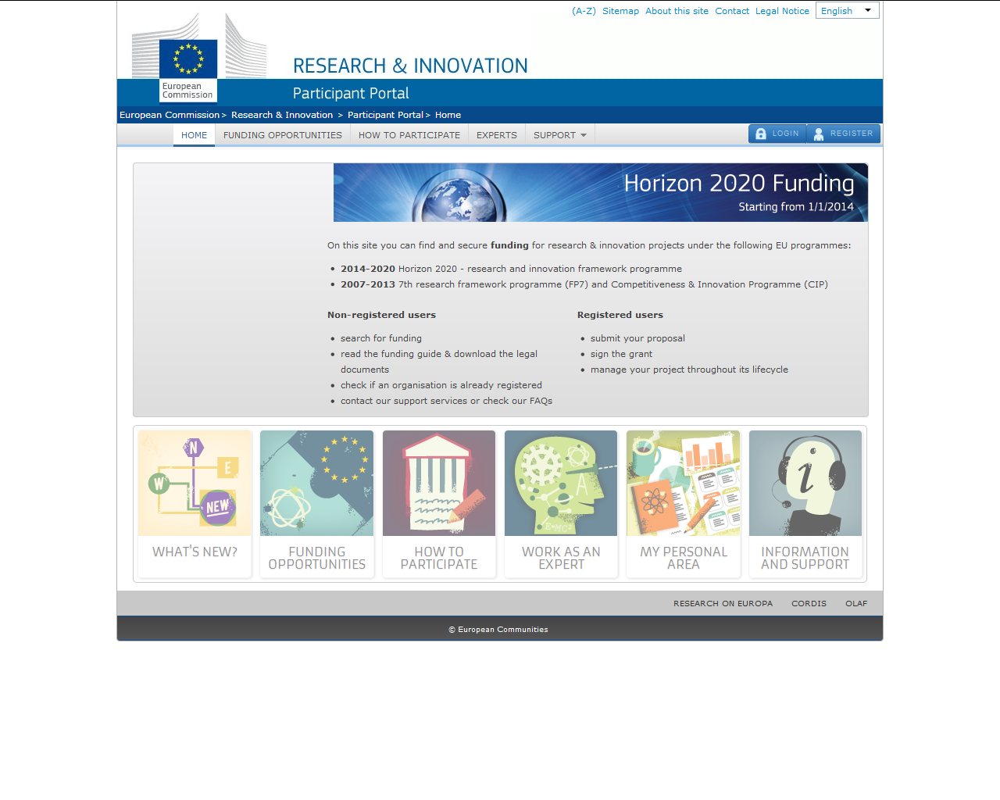 (A-Z) Sitemap About this site Contact Legal Notice English
European
Commission
RESEARCH & INNOVATION
Participant Portal
European Commission > Research & Innovation > Participant Portal > Home
HOME FUNDING OPPORTUNITIES HOW TO PARTICIPATE EXPERTS SUPPORT LOGIN REGISTER
Horizon 2020 Funding
Starting from 1/1/2014
On this site you can find and secure funding for research & innovation projects under the following EU programmes:
• 2014-2020 Horizon 2020 - research and innovation framework programme
• 2007-2013 7th research framework programme (FP7) and Competitiveness & Innovation Programme (CIP)
Non-registered users
• search for funding
• read the funding guide & download the legal
documents
• check if an organisation is already registered
• contact our support services or check our FAQs
Registered users
• submit your proposal
• sign the grant
• manage your project throughout its lifecycle
N
E
W
NEW
A
E=MC²
i
WHAT'S NEW?
FUNDING
OPPORTUNITIES
HOW TO
PARTICIPATE
WORK AS AN
EXPERT
MY PERSONAL
AREA
INFORMATION
AND SUPPORT
RESEARCH ON EUROPA CORDIS OLAF
© European Communities